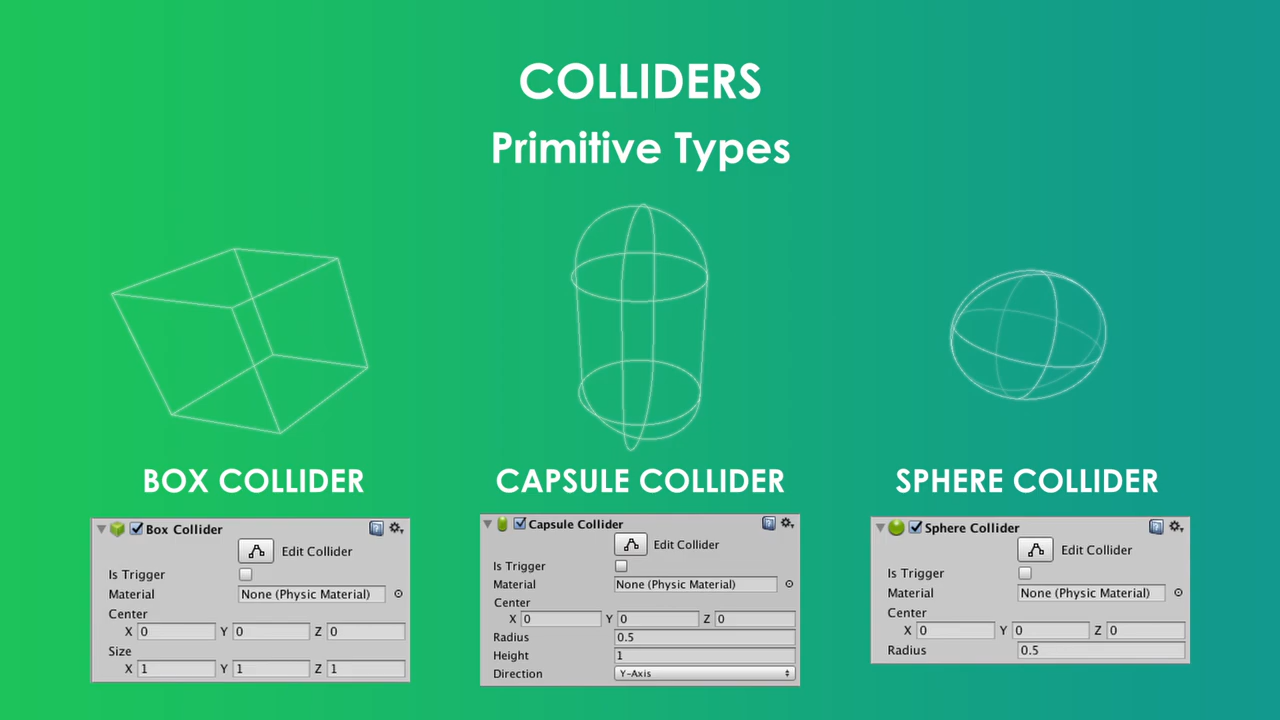 COLLIDERS
Primitive Types
BOX COLLIDER
CAPSULE COLLIDER
SPHERE COLLIDER
Box Collider
Edit Collider
Is Trigger
Material None (Physic Material)
Center
X 0 Y 0 Z 0
Size
X 1 Y 1 Z 1
Capsule Collider
Edit Collider
Is Trigger
Material None (Physic Material)
Center
X 0 Y 0 Z 0
Radius 0.5
Height 1
Direction Y-Axis
Sphere Collider
Edit Collider
Is Trigger
Material None (Physic Material)
Center
X 0 Y 0 Z 0
Radius 0.5